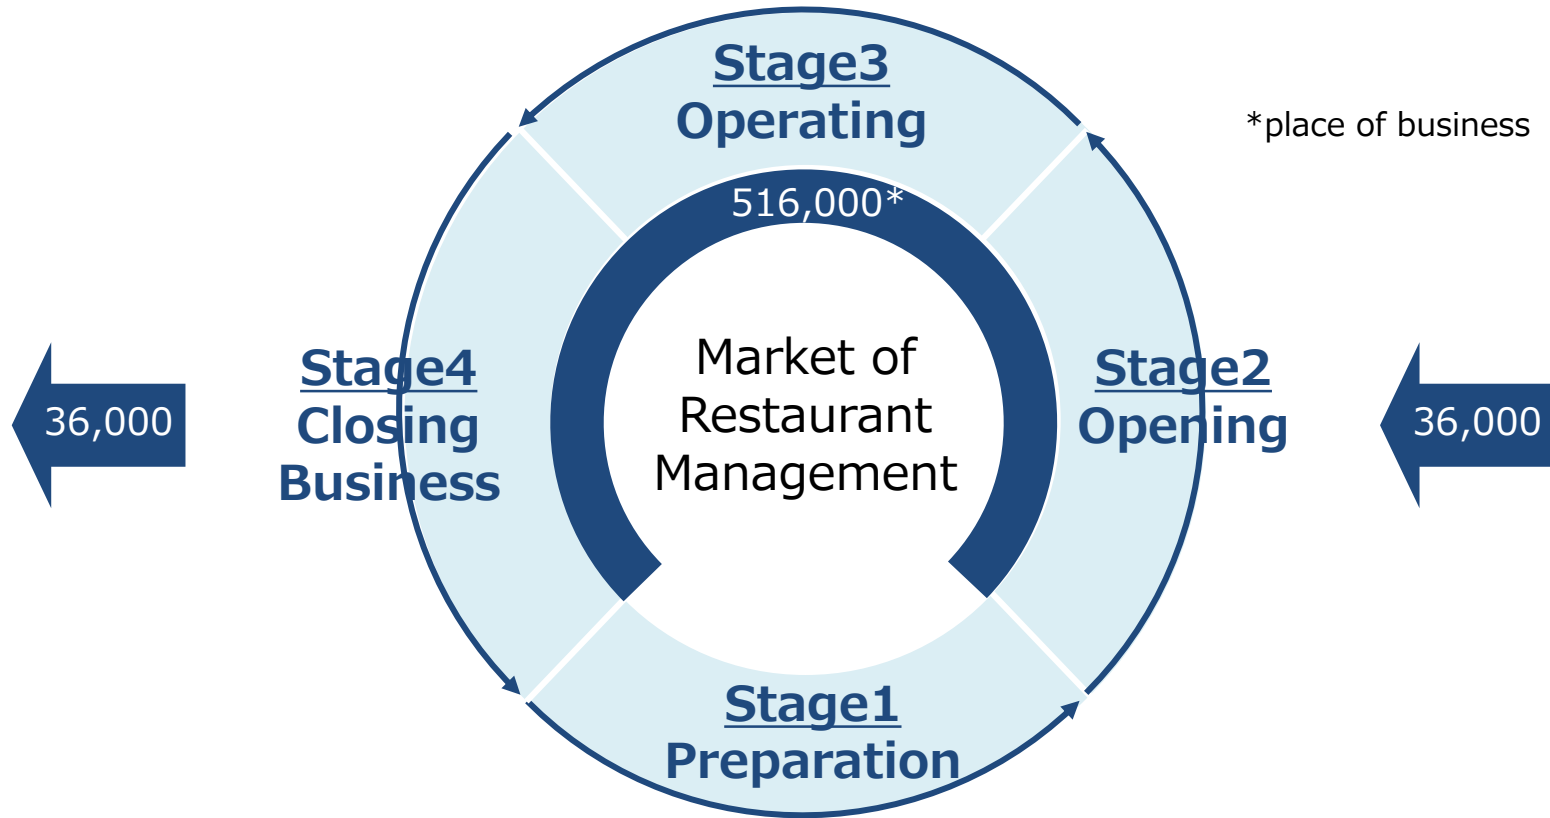 Stage3
Operating
*place of business
516,000*
Market of
Restaurant
Management
Stage4
Closing
Business
36,000
Stage2
Opening
36,000
Stage1
Preparation